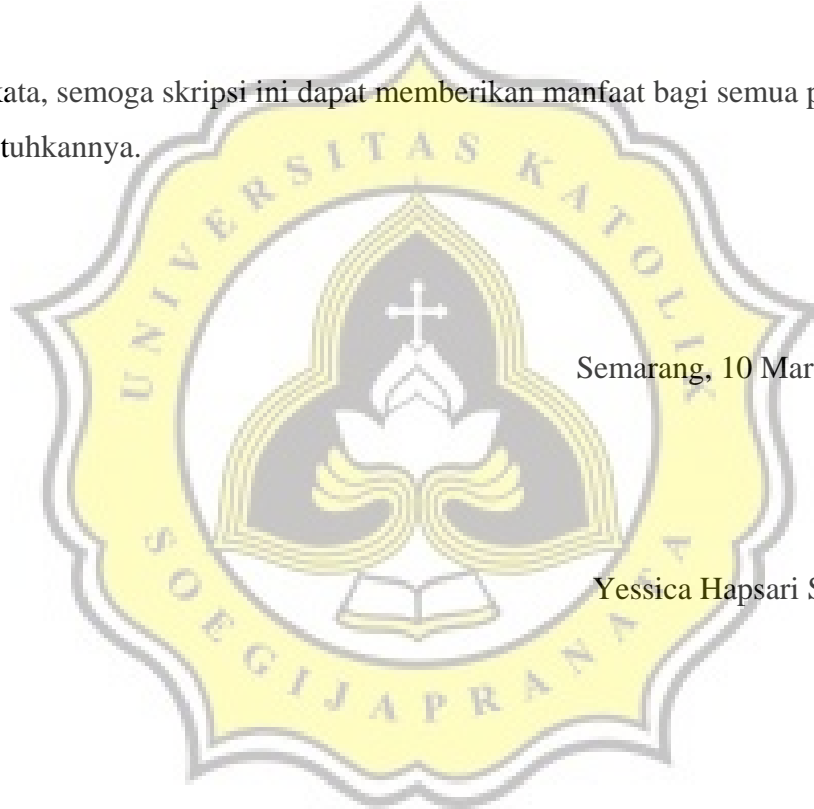 kata, semoga skripsi ini dapat memberikan manfaat bagi semua p
tuhkannya.
UNIVERSITAS KATOLIK
Semarang, 10 Mar
Yessica Hapsari S
SOEGIJAPRANATA